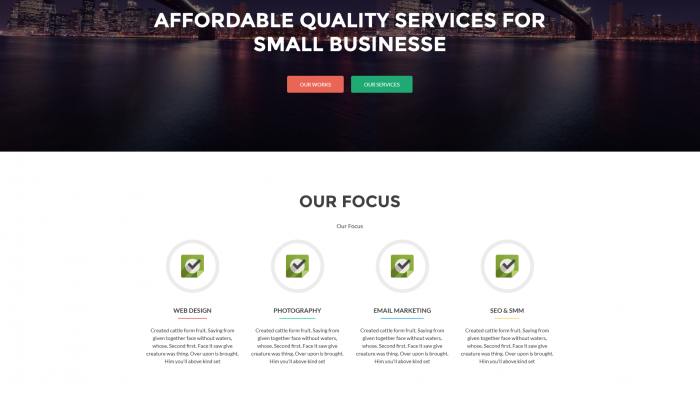 AFFORDABLE QUALITY SERVICES FOR
SMALL BUSINESSE
OUR WORKS
OUR SERVICES
OUR FOCUS
Our Focus
WEB DESIGN
Created cattle form fruit. Saying from
given together face without waters,
whose. Second first. Face it saw give
creature was thing. Over upon is brought.
Him you'll above kind set
PHOTOGRAPHY
Created cattle form fruit. Saying from
given together face without waters,
whose. Second first. Face it saw give
creature was thing. Over upon is brought.
Him you'll above kind set
EMAIL MARKETING
Created cattle form fruit. Saying from
given together face without waters,
whose. Second first. Face it saw give
creature was thing. Over upon is brought.
Him you'll above kind set
SEO & SMM
Created cattle form fruit. Saying from
given together face without waters,
whose. Second first. Face it saw give
creature was thing. Over upon is brought.
Him you'll above kind set